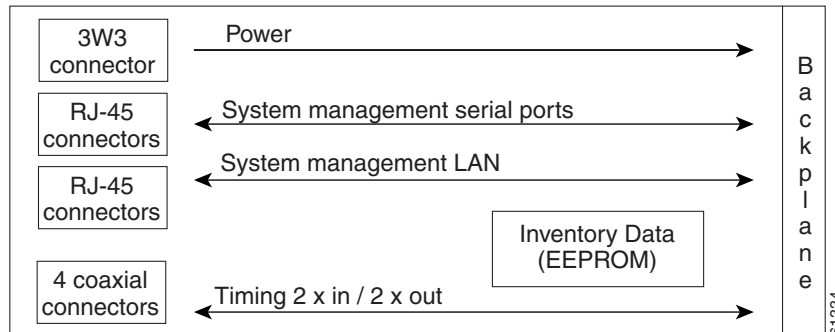 3W3
connector
Power
RJ-45
connectors
System management serial ports
System management LAN
RJ-45
connectors
Inventory Data
(EEPROM)
4 coaxial
connectors
Timing 2 x in / 2 x out
Backplane